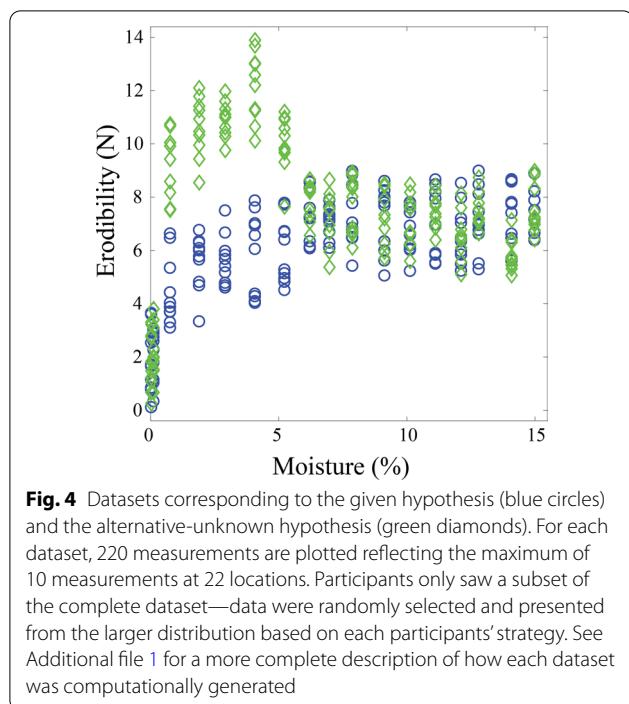 14
12
10
8
6
4
2
0
Erodibility (N)
0 5 10 15
Moisture (%)
Fig. 4 Datasets corresponding to the given hypothesis (blue circles)
and the alternative-unknown hypothesis (green diamonds). For each
dataset, 220 measurements are plotted reflecting the maximum of
10 measurements at 22 locations. Participants only saw a subset of
the complete dataset—data were randomly selected and presented
from the larger distribution based on each participants’ strategy. See
Additional file 1 for a more complete description of how each dataset
was computationally generated